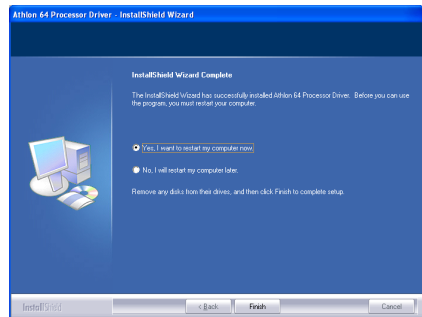 Athlon 64 Processor Driver - InstallShield Wizard
InstallShield Wizard Complete
The InstallShield Wizard has successfully installed Athlon 64 Processor Driver. Before you can use
the program, you must restart your computer.
Yes, I want to restart my computer now.
No, I will restart my computer later.
Remove any disks from their drives, and then click Finish to complete setup.
InstallShield
< Back
Finish
Cancel